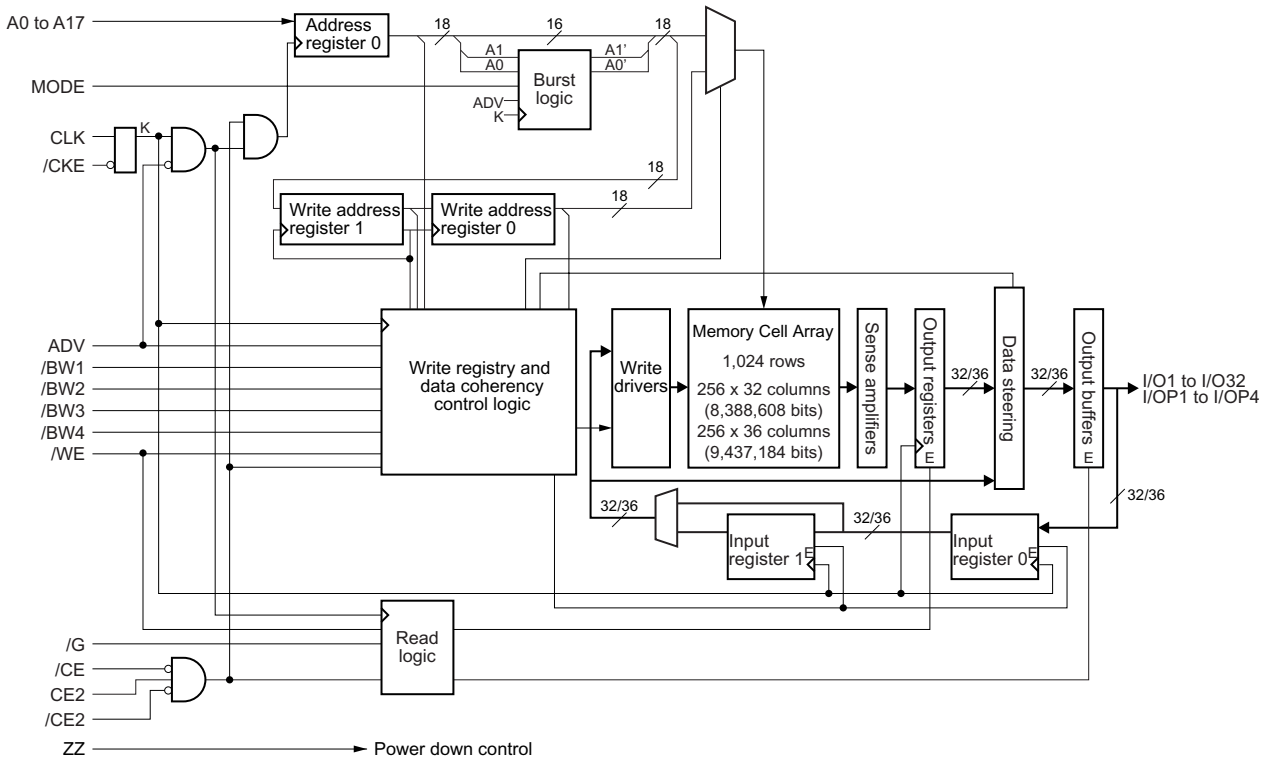 A0 to A17
Address
register 0
18
16
18
A1
A0
A1’
A0’
Burst
logic
MODE
ADV
K
CLK
K
/CKE
18
18
Write address
register 1
Write address
register 0
ADV
/BW1
/BW2
/BW3
/BW4
/WE
Write registry and
data coherency
control logic
Write
drivers
Memory Cell Array
1,024 rows
256 x 32 columns
(8,388,608 bits)
256 x 36 columns
(9,437,184 bits)
Sense amplifiers
Output registers
E
32/36
Data steering
32/36
Output buffers
E
I/O1 to I/O32
I/OP1 to I/OP4
32/36
32/36
32/36
Input
register 1
E
Input
register 0
E
Read
logic
/G
/CE
CE2
/CE2
ZZ
Power down control